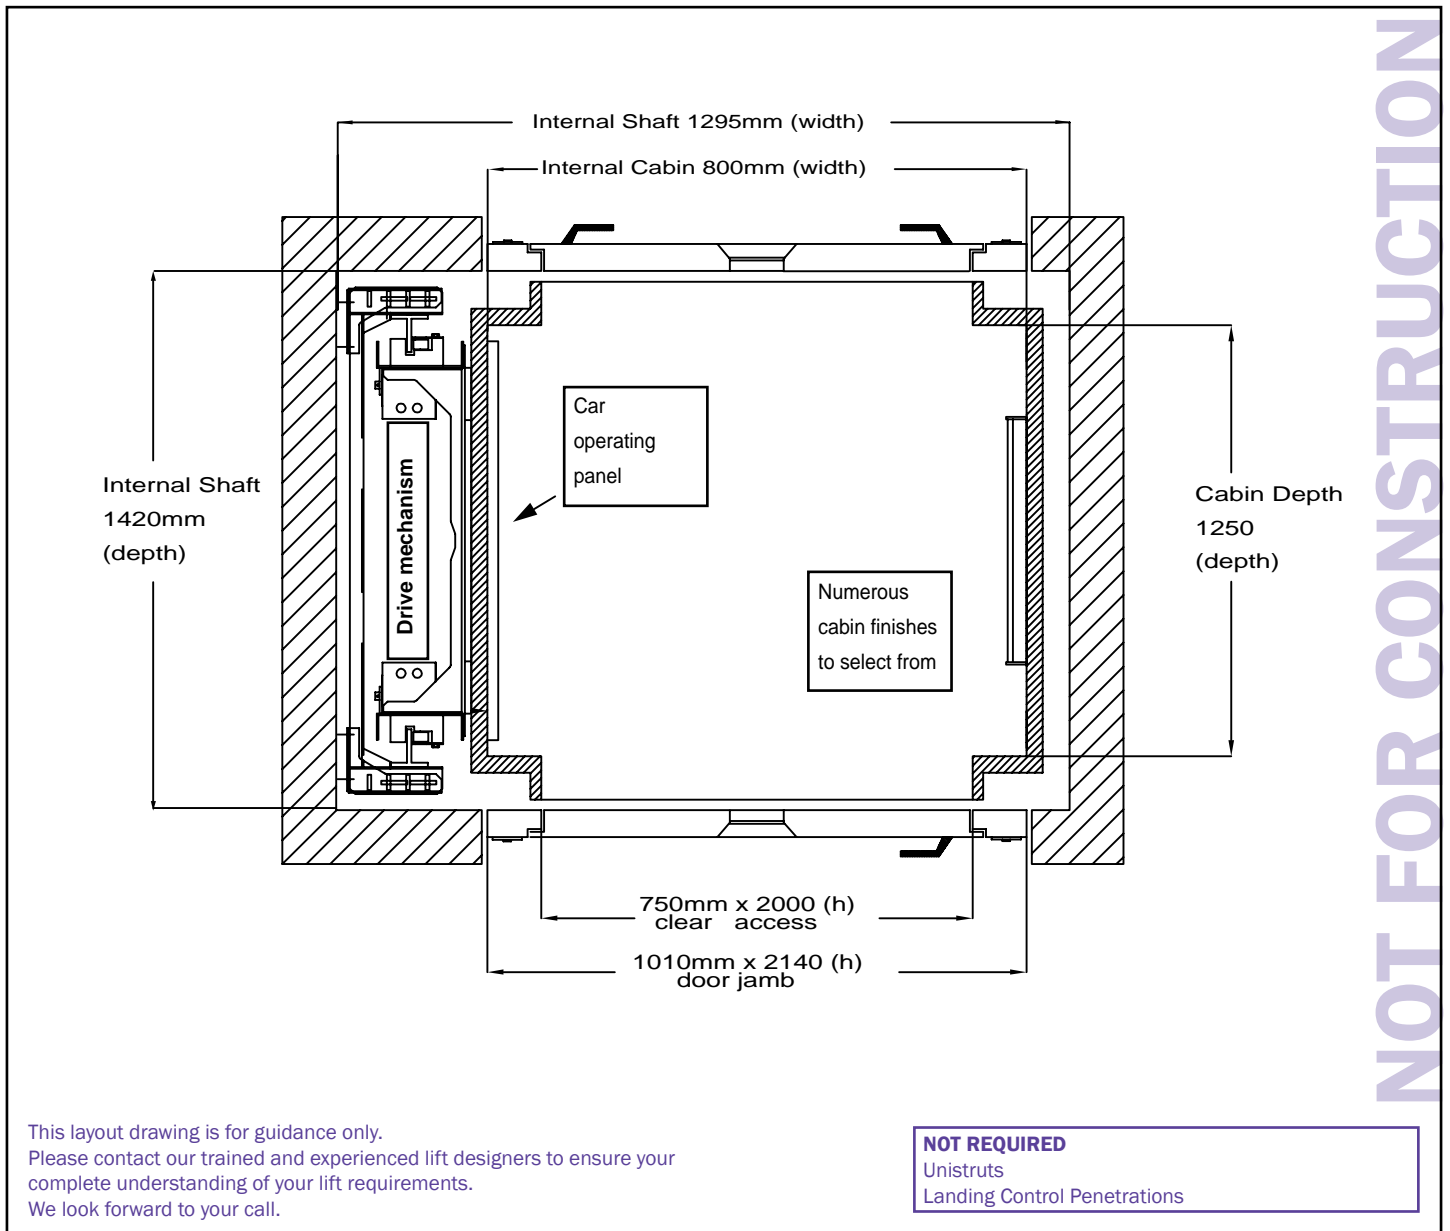 Internal Shaft 1295mm (width)
Internal Cabin 800mm (width)
Internal Shaft
1420mm
(depth)
Drive mechanism
Car
operating
panel
Numerous
cabin finishes
to select from
Cabin Depth
1250
(depth)
750mm x 2000 (h)
clear access
1010mm x 2140 (h)
door jamb
NOT FOR CONSTRUCTION
This layout drawing is for guidance only.
Please contact our trained and experienced lift designers to ensure your
complete understanding of your lift requirements.
We look forward to your call.
NOT REQUIRED
Unistruts
Landing Control Penetrations